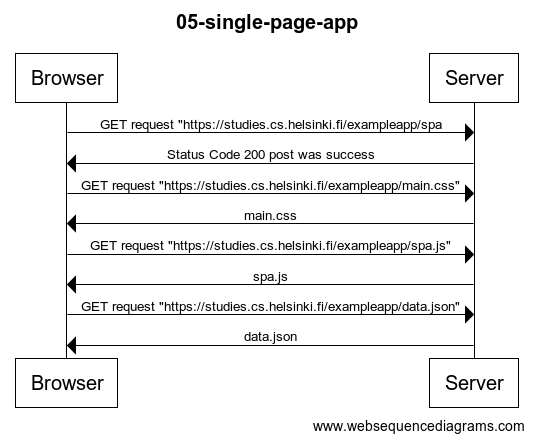 05-single-page-app
Browser Server
GET request "https://studies.cs.helsinki.fi/exampleapp/spa
Status Code 200 post was success
GET request "https://studies.cs.helsinki.fi/exampleapp/main.css"
main.css
GET request "https://studies.cs.helsinki.fi/exampleapp/spa.js"
spa.js
GET request "https://studies.cs.helsinki.fi/exampleapp/data.json"
data.json
Browser Server
www.websequencediagrams.com